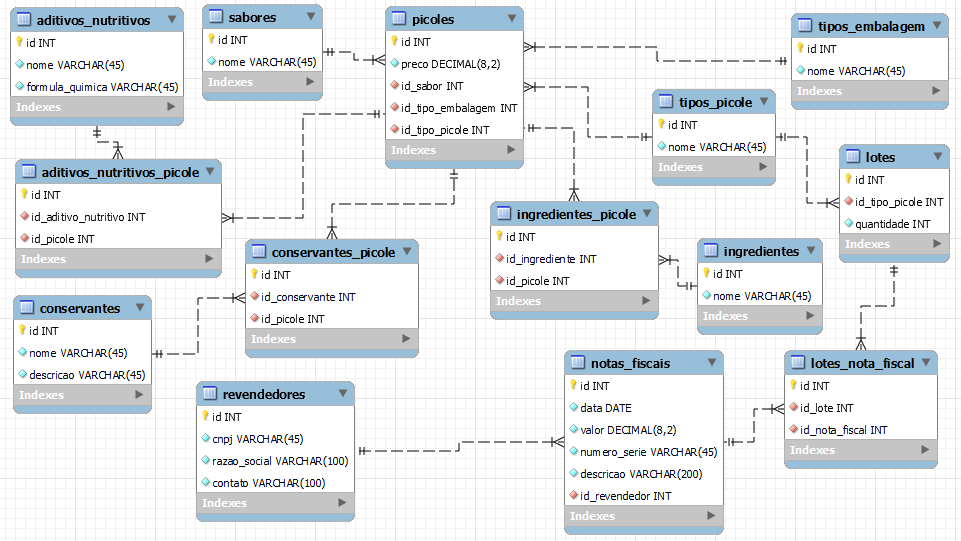 aditivos_nutritivos
id INT
nome VARCHAR(45)
formula_quimica VARCHAR(45)
Indexes
sabores
id INT
nome VARCHAR(45)
Indexes
picoles
id INT
preco DECIMAL(8,2)
id_sabor INT
id_tipo_embalagem INT
id_tipo_picole INT
Indexes
tipos_embalagem
id INT
nome VARCHAR(45)
Indexes
tipos_picole
id INT
nome VARCHAR(45)
Indexes
lotes
id INT
id_tipo_picole INT
quantidade INT
Indexes
aditivos_nutritivos_picole
id INT
id_aditivo_nutritivo INT
id_picole INT
Indexes
conservantes_picole
id INT
id_conservante INT
id_picole INT
Indexes
ingredientes_picole
id INT
id_ingrediente INT
id_picole INT
Indexes
ingredientes
id INT
nome VARCHAR(45)
Indexes
conservantes
id INT
nome VARCHAR(45)
descricao VARCHAR(45)
Indexes
revendedores
id INT
cnpj VARCHAR(45)
razao_social VARCHAR(100)
contato VARCHAR(100)
Indexes
notas_fiscais
id INT
data DATE
valor DECIMAL(8,2)
numero_serie VARCHAR(45)
descricao VARCHAR(200)
id_revendedor INT
Indexes
lotes_nota_fiscal
id INT
id_lote INT
id_nota_fiscal INT
Indexes